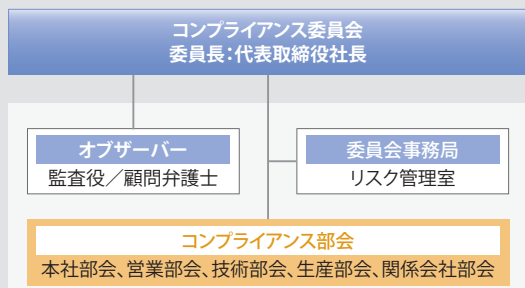 コンプライアンス委員会
委員長：代表取締役社長
オブザーバー
監査役／顧問弁護士
委員会事務局
リスク管理室
コンプライアンス部会
本社部会、営業部会、技術部会、生産部会、関係会社部会